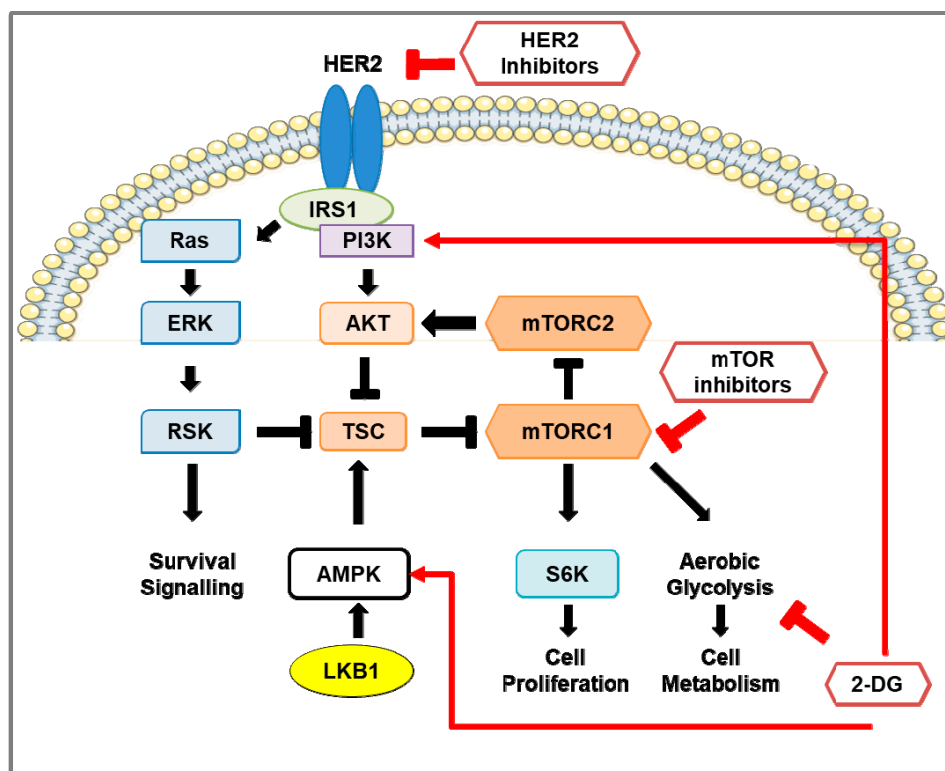 HER2
Inhibitors
HER2
IRS1
Ras
PI3K
ERK
AKT
mTORC2
mTOR
inhibitors
RSK
TSC
mTORC1
Survival
Signalling
AMPK
S6K
Aerobic
Glycolysis
LKB1
Cell
Proliferation
Cell
Metabolism
2-DG